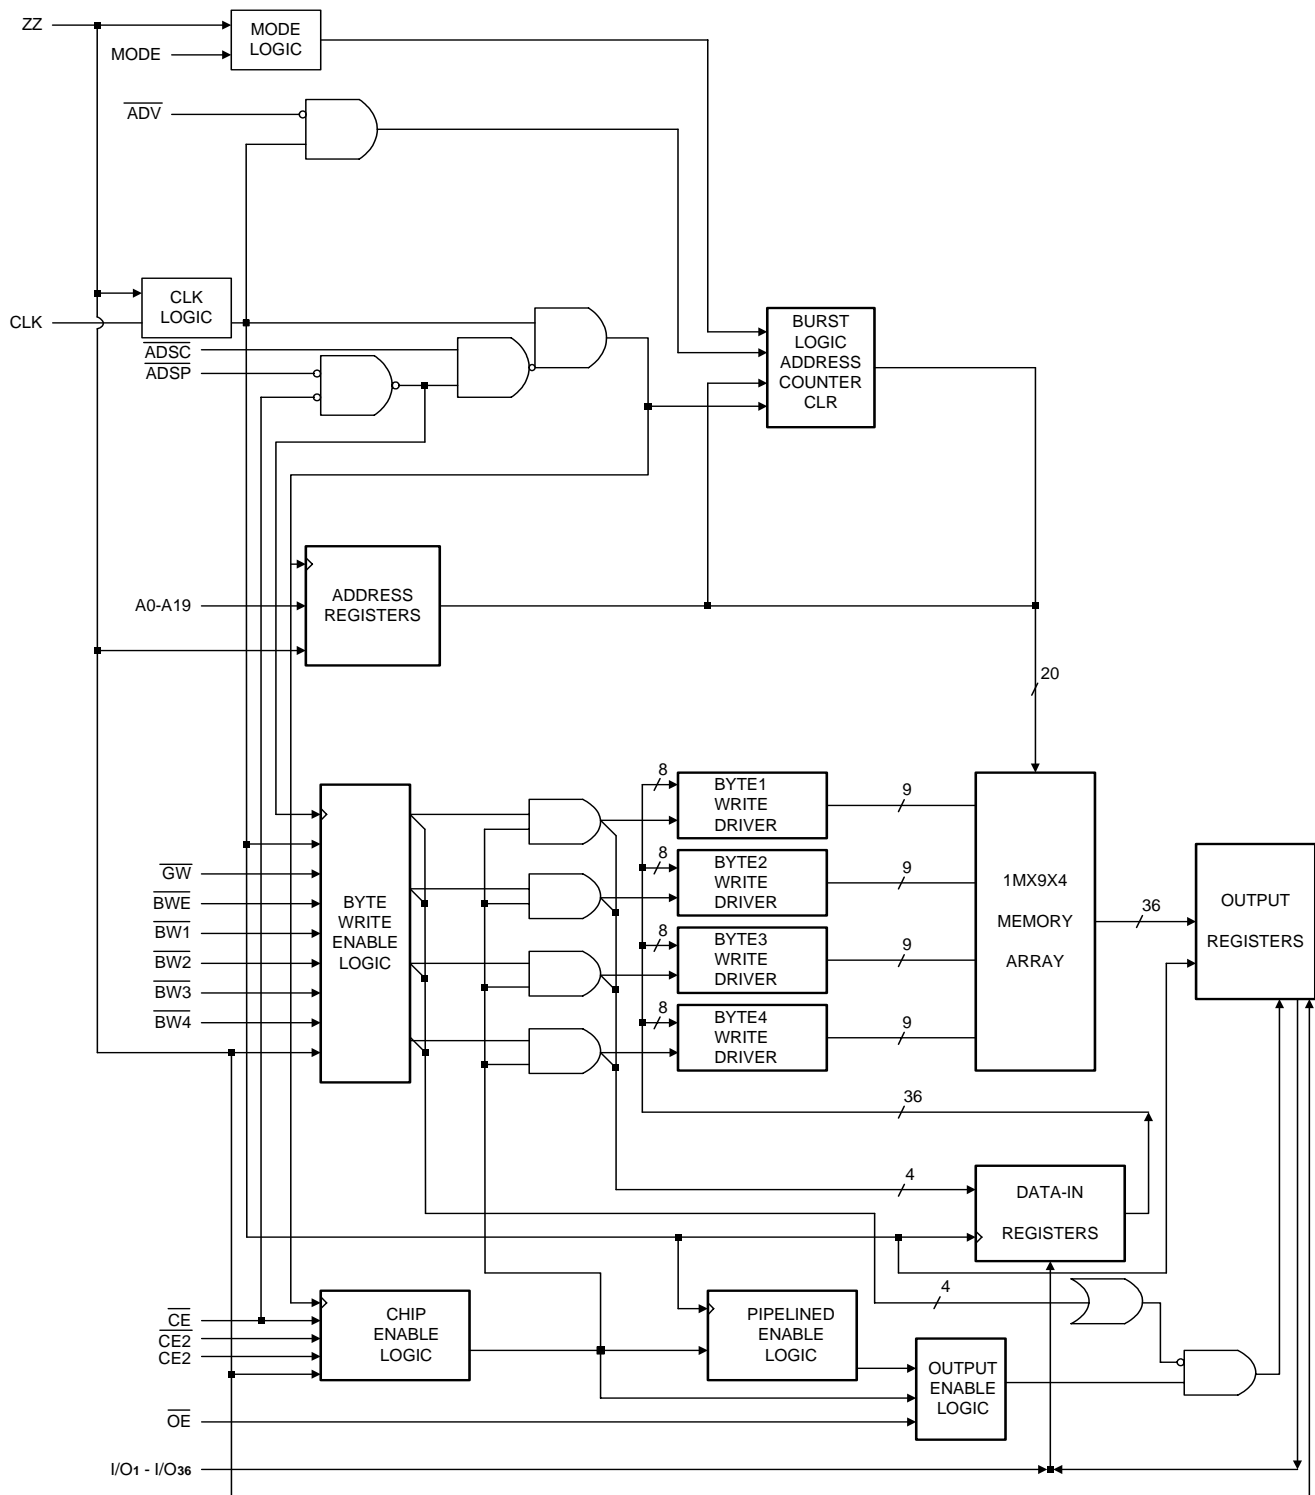 ZZ
MODE
MODE
LOGIC
ADV
CLK
CLK
LOGIC
ADSC
ADSP
BURST
LOGIC
ADDRESS
COUNTER
CLR
A0-A19
ADDRESS
REGISTERS
20
GW
BWE
BW1
BW2
BW3
BW4
BYTE
WRITE
ENABLE
LOGIC
8
BYTE1
WRITE
DRIVER
9
8
BYTE2
WRITE
DRIVER
9
8
BYTE3
WRITE
DRIVER
9
8
BYTE4
WRITE
DRIVER
9
1MX9X4
MEMORY
ARRAY
36
OUTPUT
REGISTERS
36
4
DATA-IN
REGISTERS
4
CE
CE2
CE2
CHIP
ENABLE
LOGIC
PIPELINED
ENABLE
LOGIC
OUTPUT
ENABLE
LOGIC
OE
I/O1 - I/O36